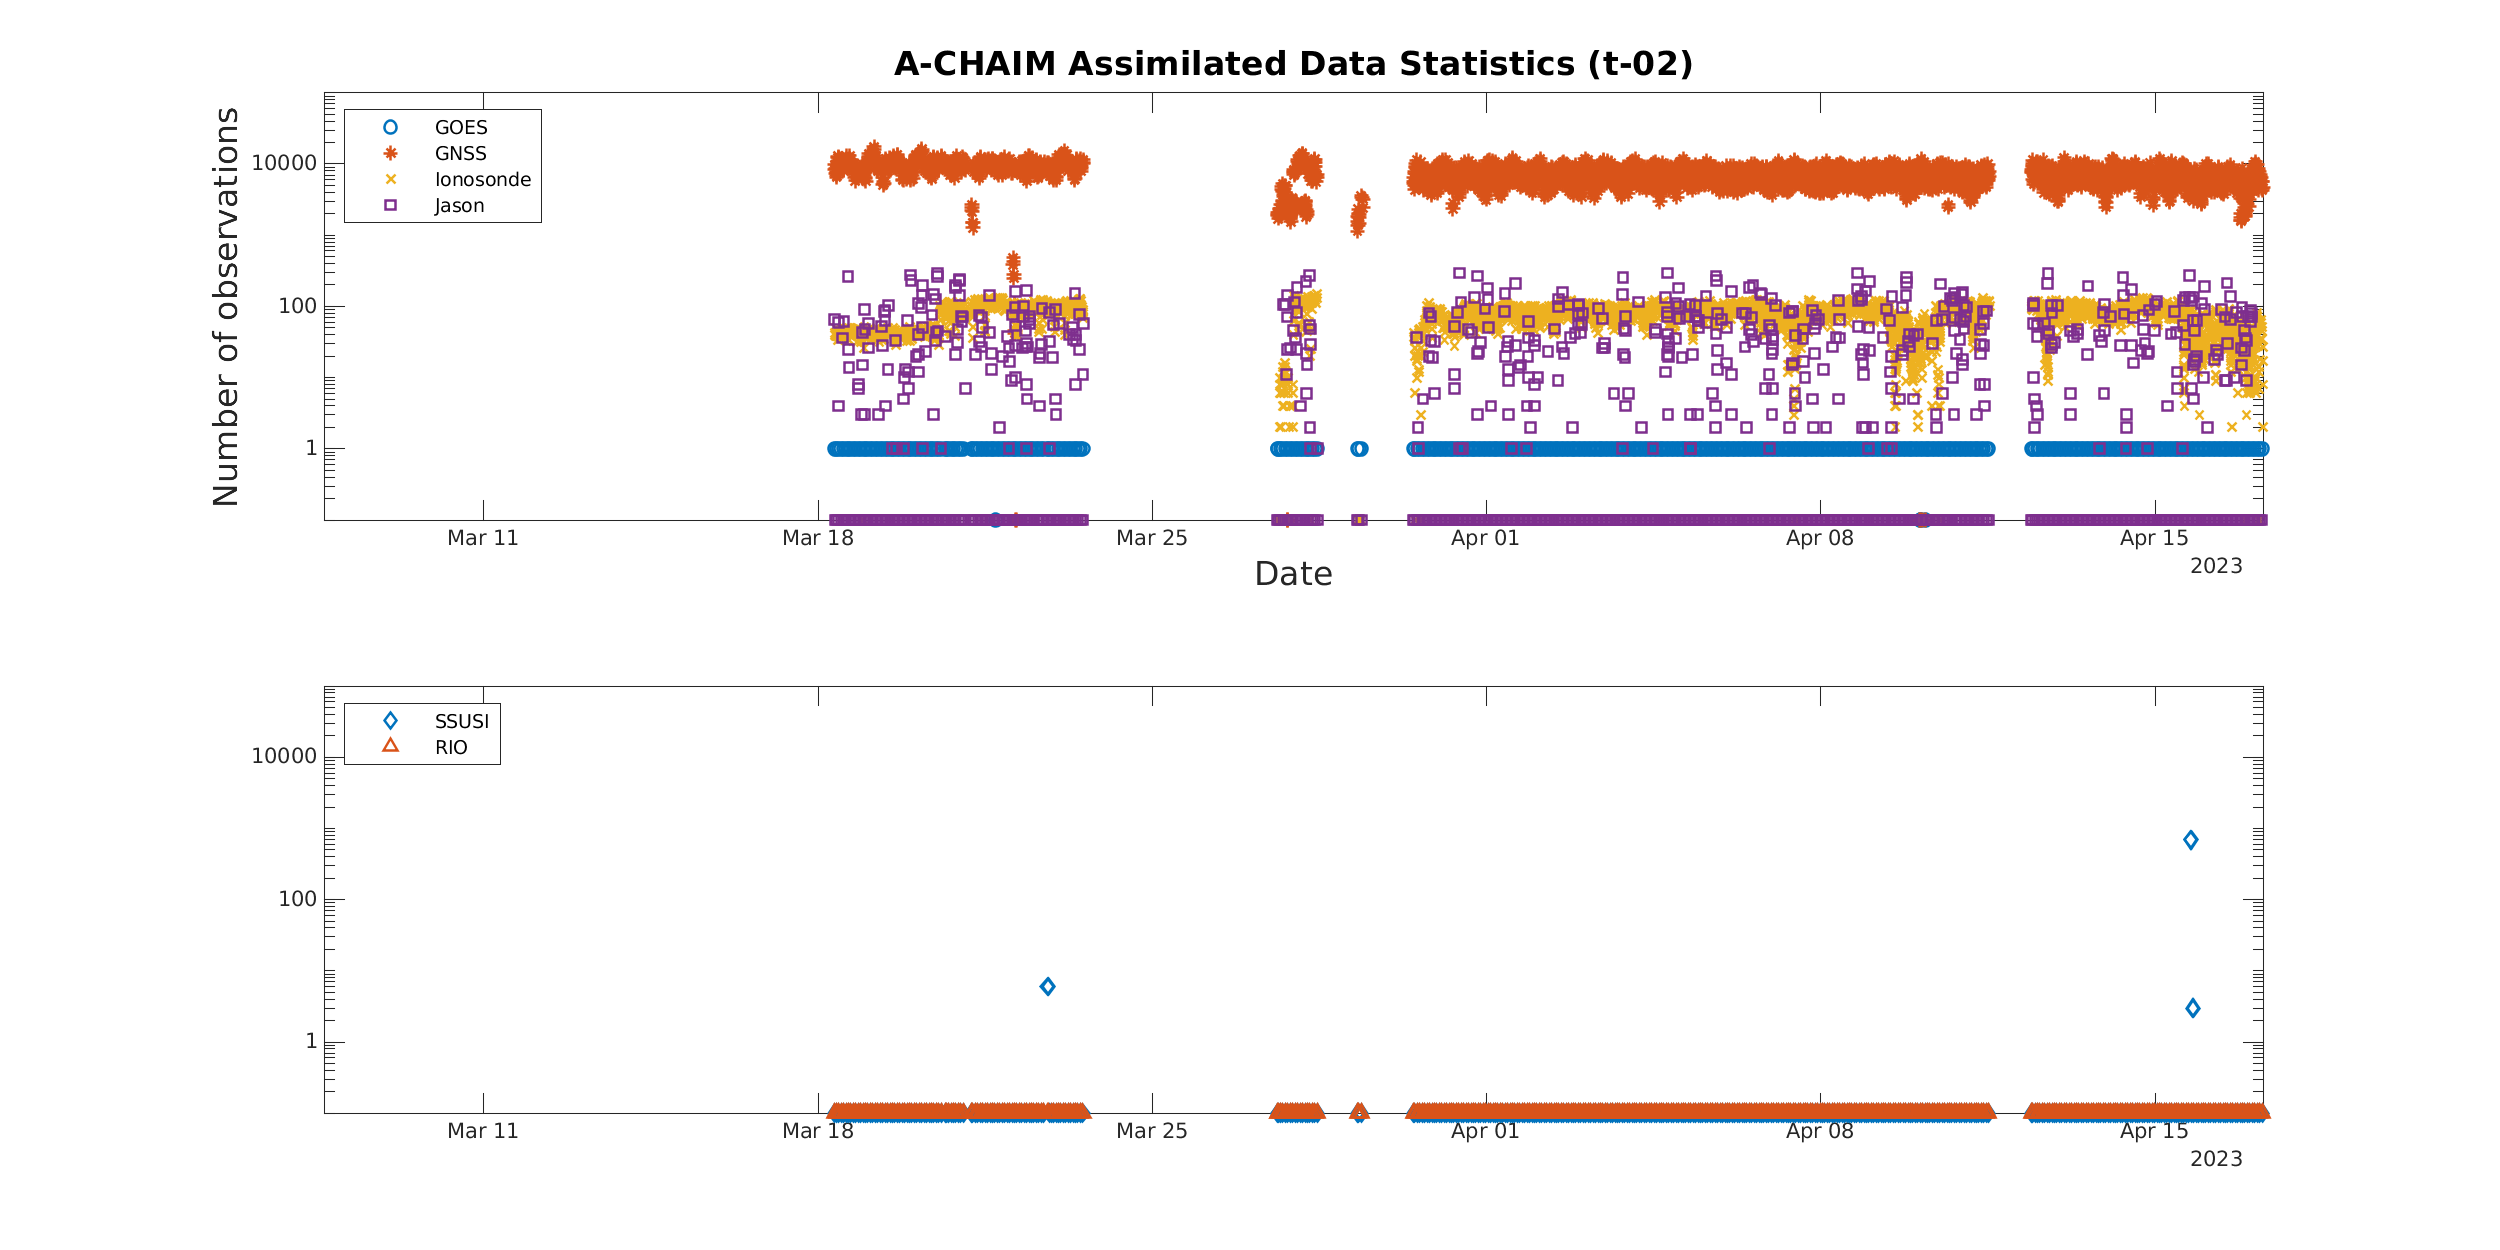 A-CHAIM Assimilated Data Statistics (t-02)
Number of observations
10000
100
1
GOES
GNSS
Ionosonde
Jason
Mar 11
Mar 18
Mar 25
Apr 01
Apr 08
Apr 15
2023
Date
10000
100
1
SSUSI
RIO
Mar 11
Mar 18
Mar 25
Apr 01
Apr 08
Apr 15
2023